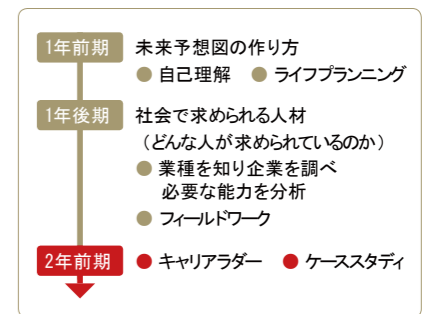 1年前期 未来予想図の作り方
● 自己理解 ● ライフプランニング
1年後期 社会で求められる人材
（どんな人が求められているのか）
● 業種を知り企業を調べ
必要な能力を分析
● フィールドワーク
2年前期 ● キャリアラダー ● ケーススタディ